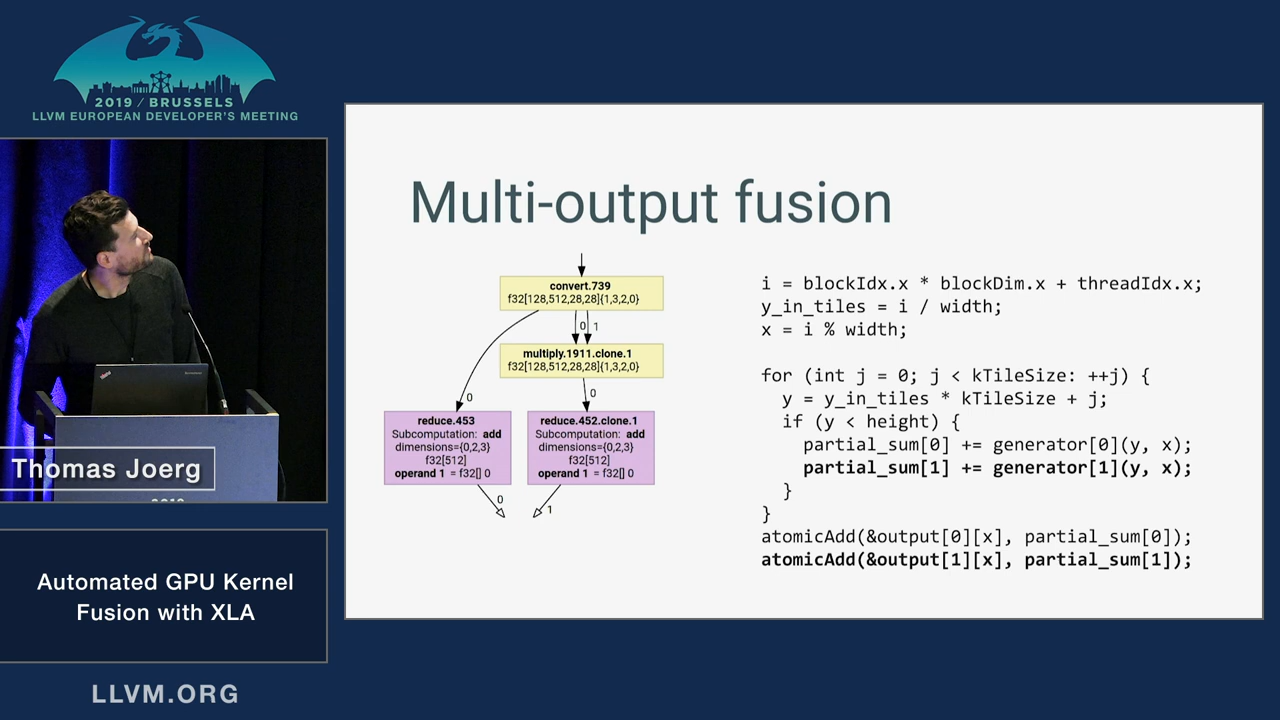 2019 / BRUSSELS
LLVM EUROPEAN DEVELOPER'S MEETING
Thomas Joerg
Automated GPU Kernel
Fusion with XLA
LLVM.ORG
Multi-output fusion
convert.739
f32[128,512,28,28]{1,3,2,0}
0 1
multiply.1911.clone.1
f32[128,512,28,28]{1,3,2,0}
0
0
reduce.453
Subcomputation: add
dimensions={0,2,3}
f32[512]
operand 1 = f32[] 0
reduce.452.clone.1
Subcomputation: add
dimensions={0,2,3}
f32[512]
operand 1 = f32[] 0
0
1
i = blockIdx.x * blockDim.x + threadIdx.x;
y_in_tiles = i / width;
x = i % width;
for (int j = 0; j < kTileSize: ++j) {
y = y_in_tiles * kTileSize + j;
if (y < height) {
partial_sum[0] += generator[0](y, x);
partial_sum[1] += generator[1](y, x);
}
}
atomicAdd(&output[0][x], partial_sum[0]);
atomicAdd(&output[1][x], partial_sum[1]);